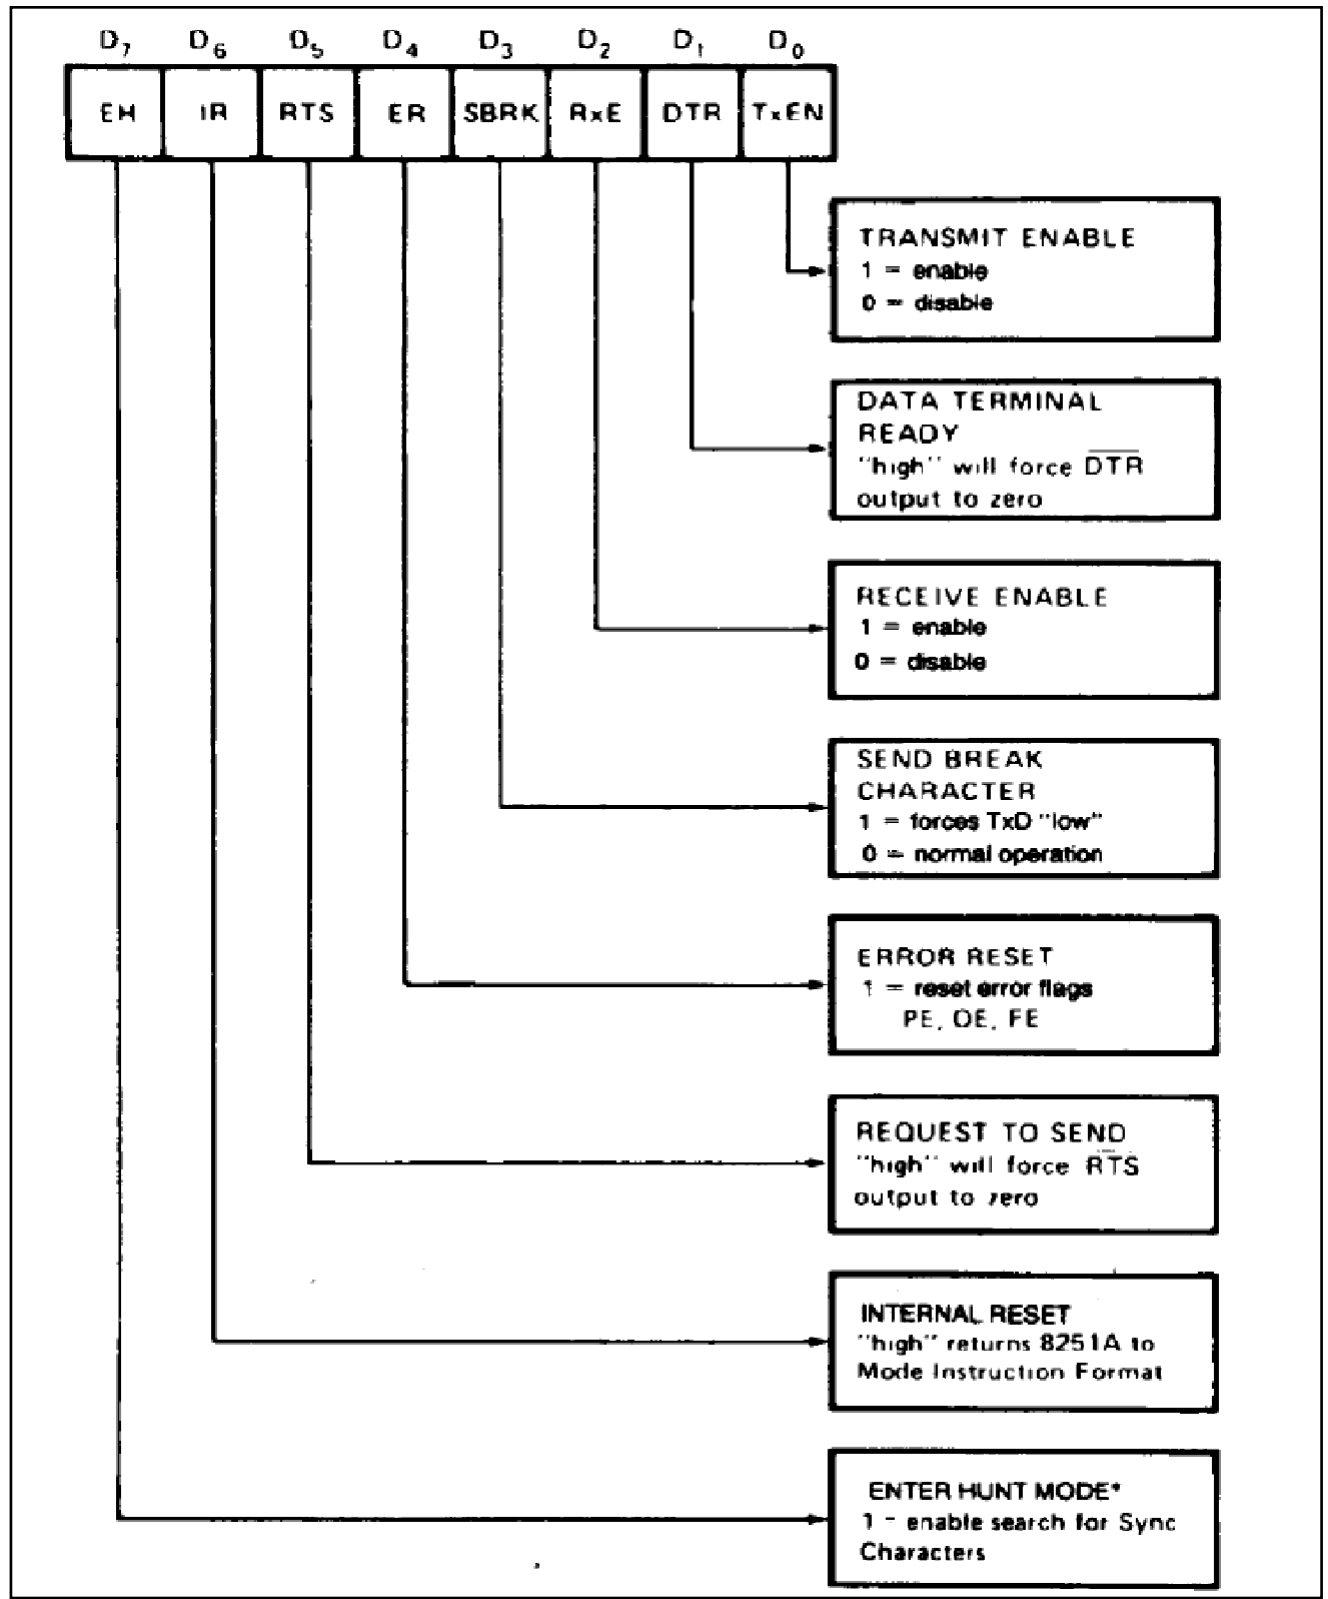 D7 D6 D5 D4 D3 D2 D1 D0
EH IR RTS ER SBRK RxE DTR TxEN
TRANSMIT ENABLE
1 = enable
0 = disable
DATA TERMINAL
READY
"high" will force D̅T̅R̅
output to zero
RECEIVE ENABLE
1 = enable
0 = disable
SEND BREAK
CHARACTER
1 = forces TxD "low"
0 = normal operation
ERROR RESET
1 = reset error flags
PE, OE, FE
REQUEST TO SEND
"high" will force R̅T̅S̅
output to zero
INTERNAL RESET
"high" returns 8251A to
Mode Instruction Format
ENTER HUNT MODE*
1 = enable search for Sync
Characters